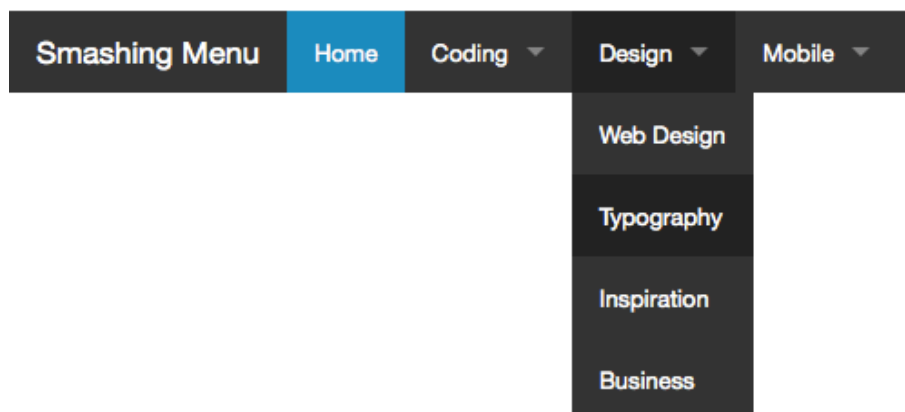 Smashing Menu Home Coding Design Mobile
Web Design
Typography
Inspiration
Business